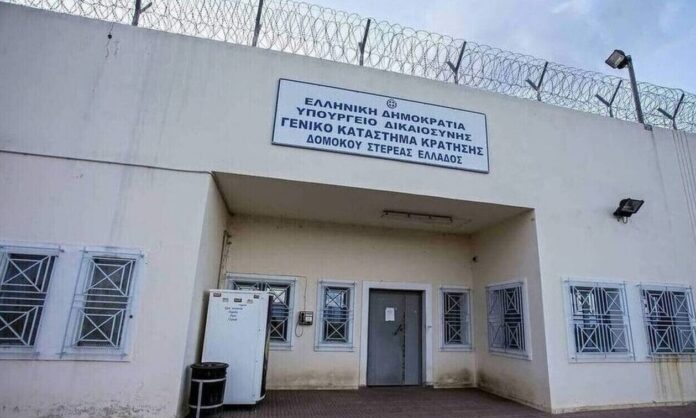 ΕΛΛΗΝΙΚΗ ΔΗΜΟΚΡΑΤΙΑ
ΥΠΟΥΡΓΕΙΟ ΔΙΚΑΙΟΣΥΝΗΣ
ΓΕΝΙΚΟ ΚΑΤΑΣΤΗΜΑ ΚΡΑΤΗΣΗΣ
ΔΟΜΟΚΟΥ ΣΤΕΡΕΑΣ ΕΛΛΑΔΟΣ